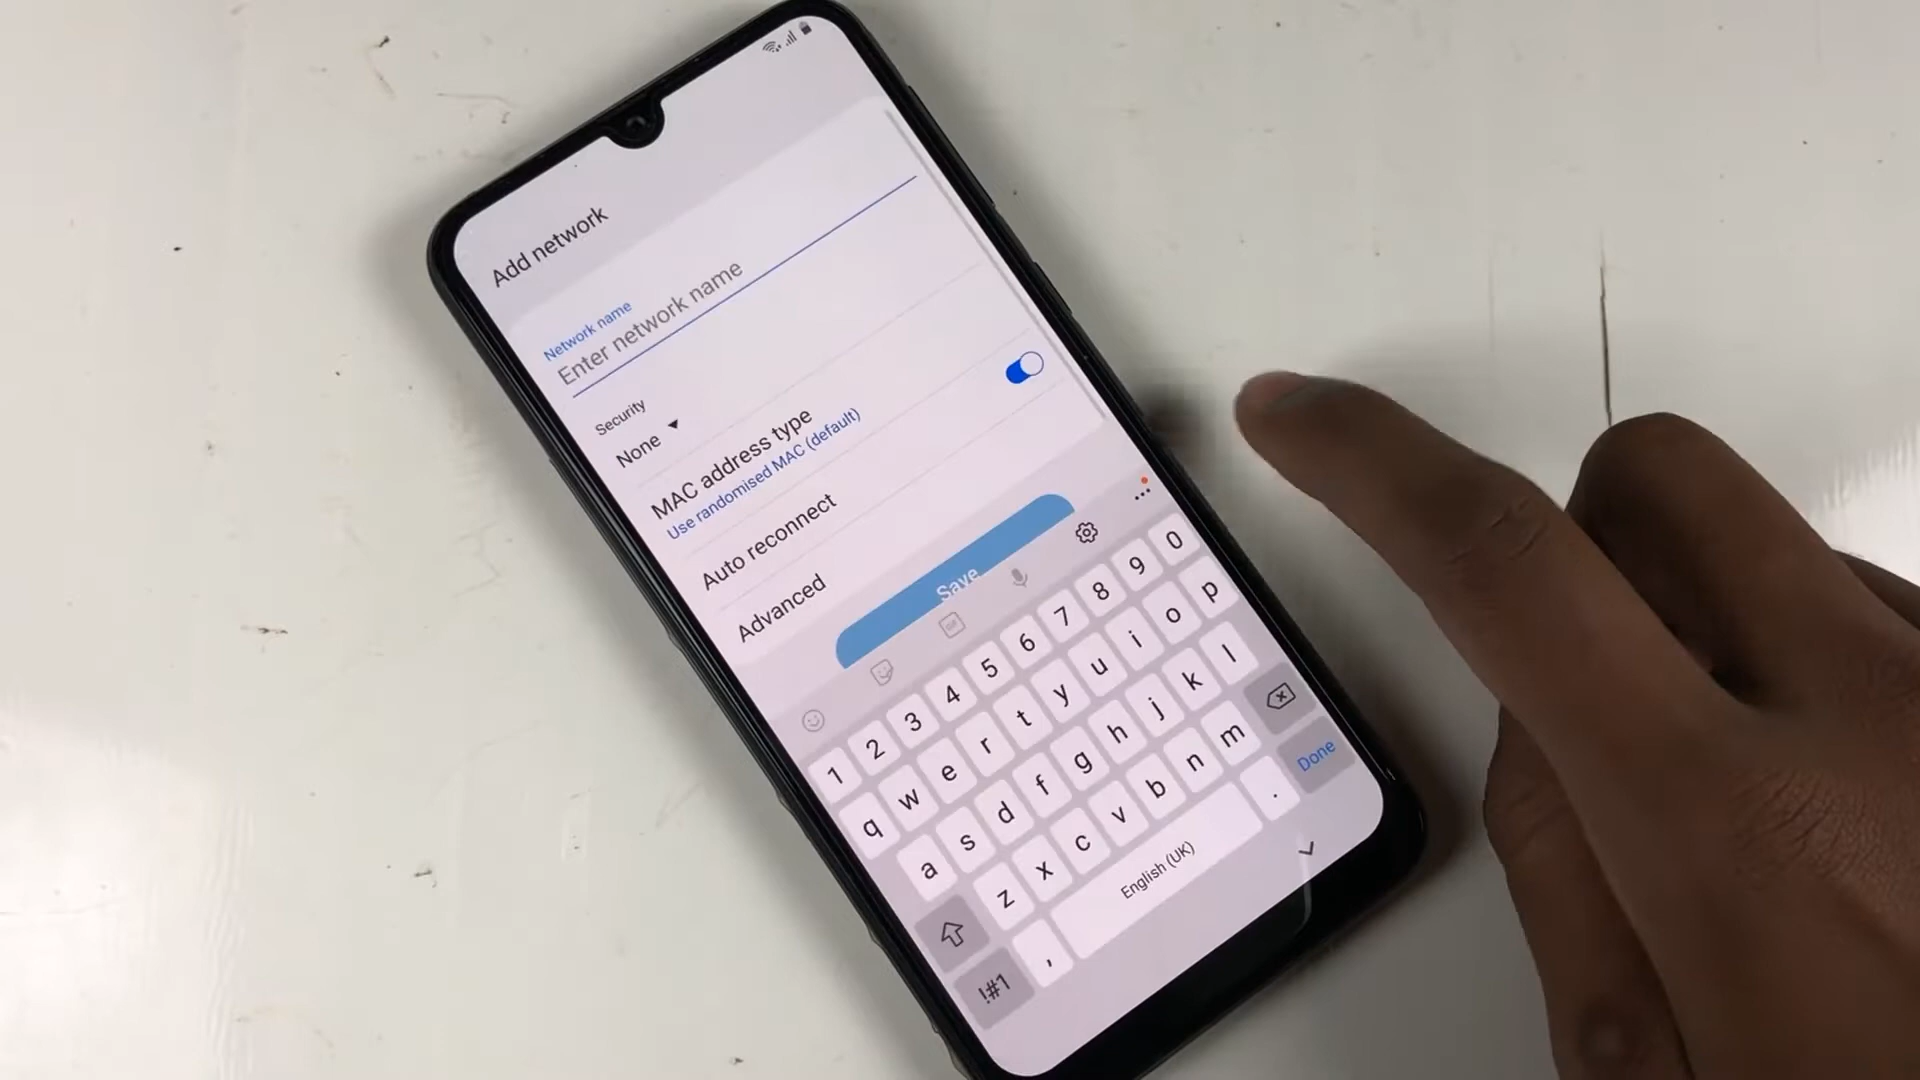 Add network
Network name
Enter network name
Security
None
MAC address type
Use randomised MAC (default)
Auto reconnect
Advanced
Save
GIF
1 2 3 4 5 6 7 8 9 0
q w e r t y u i o p
a s d f g h j k l
z x c v b n m
!#1 , English (UK) . Done